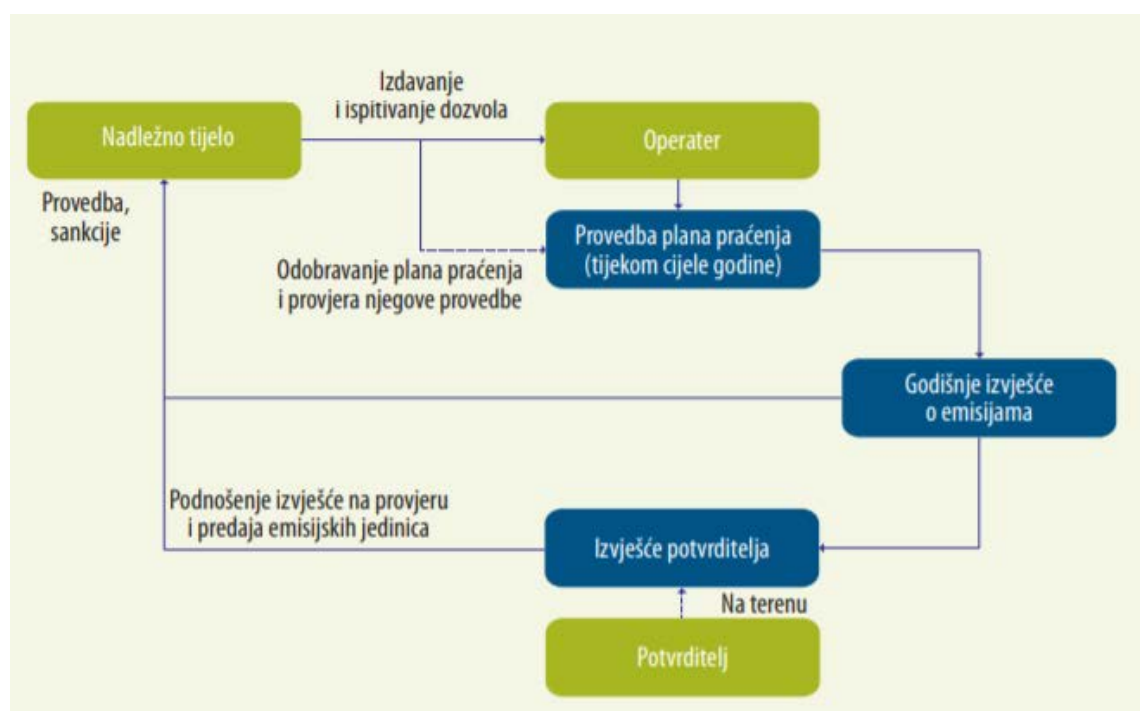 Izdavanje
i ispitivanje dozvola
Nadležno tijelo
Operater
Provedba,
sankcije
Provedba plana praćenja
(tijekom cijele godine)
Odobravanje plana praćenja
i provjera njegove provedbe
Godišnje izvješće
o emisijama
Podnošenje izvješće na provjeru
i predaja emisijskih jedinica
Izvješće potvrditelja
Na terenu
Potvrditelj